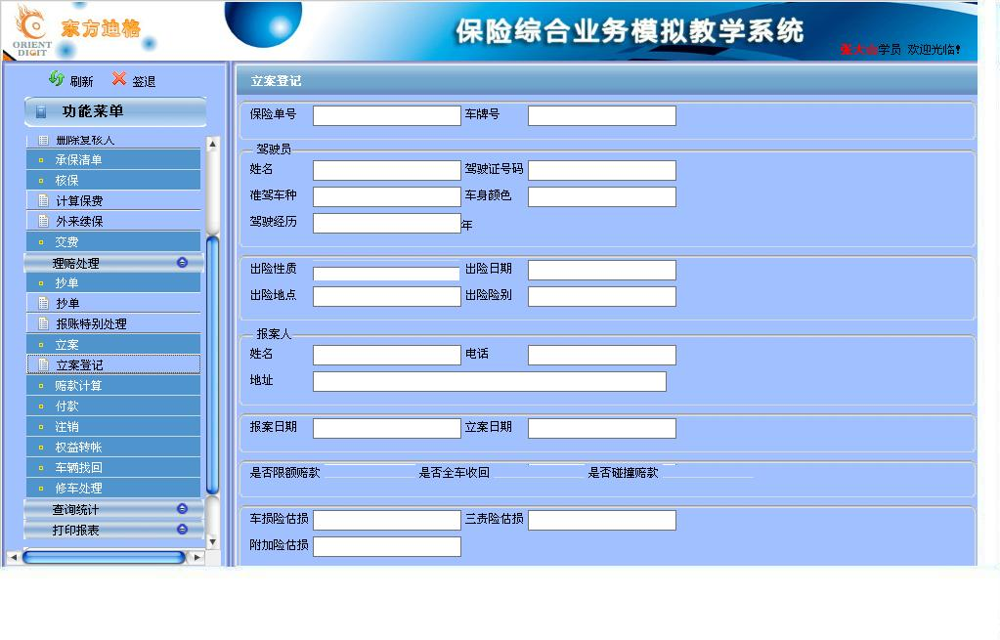 东方迪格
ORIENT
DIGIT
保险综合业务模拟教学系统
张大山学员 欢迎光临!
刷新 签退
功能菜单
删除复核人
承保清单
核保
计算保费
外来续保
交费
理赔处理
抄单
抄单
报账特别处理
立案
立案登记
赔款计算
付款
注销
权益转帐
车辆找回
修车处理
查询统计
打印报表
立案登记
保险单号 车牌号
驾驶员
姓名 驾驶证号码
准驾车种 车身颜色
驾驶经历 年
出险性质 出险日期
出险地点 出险险别
报案人
姓名 电话
地址
报案日期 立案日期
是否限额赔款 是否全车收回 是否碰撞赔款
车损险估损 三责险估损
附加险估损